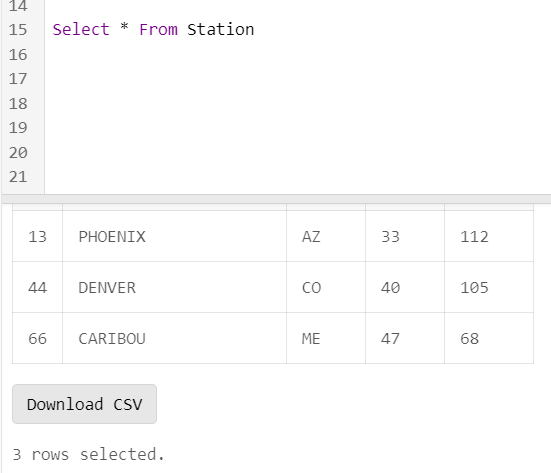 14
15 Select * From Station
16
17
18
19
20
21
13 PHOENIX AZ 33 112
44 DENVER CO 40 105
66 CARIBOU ME 47 68
Download CSV
3 rows selected.